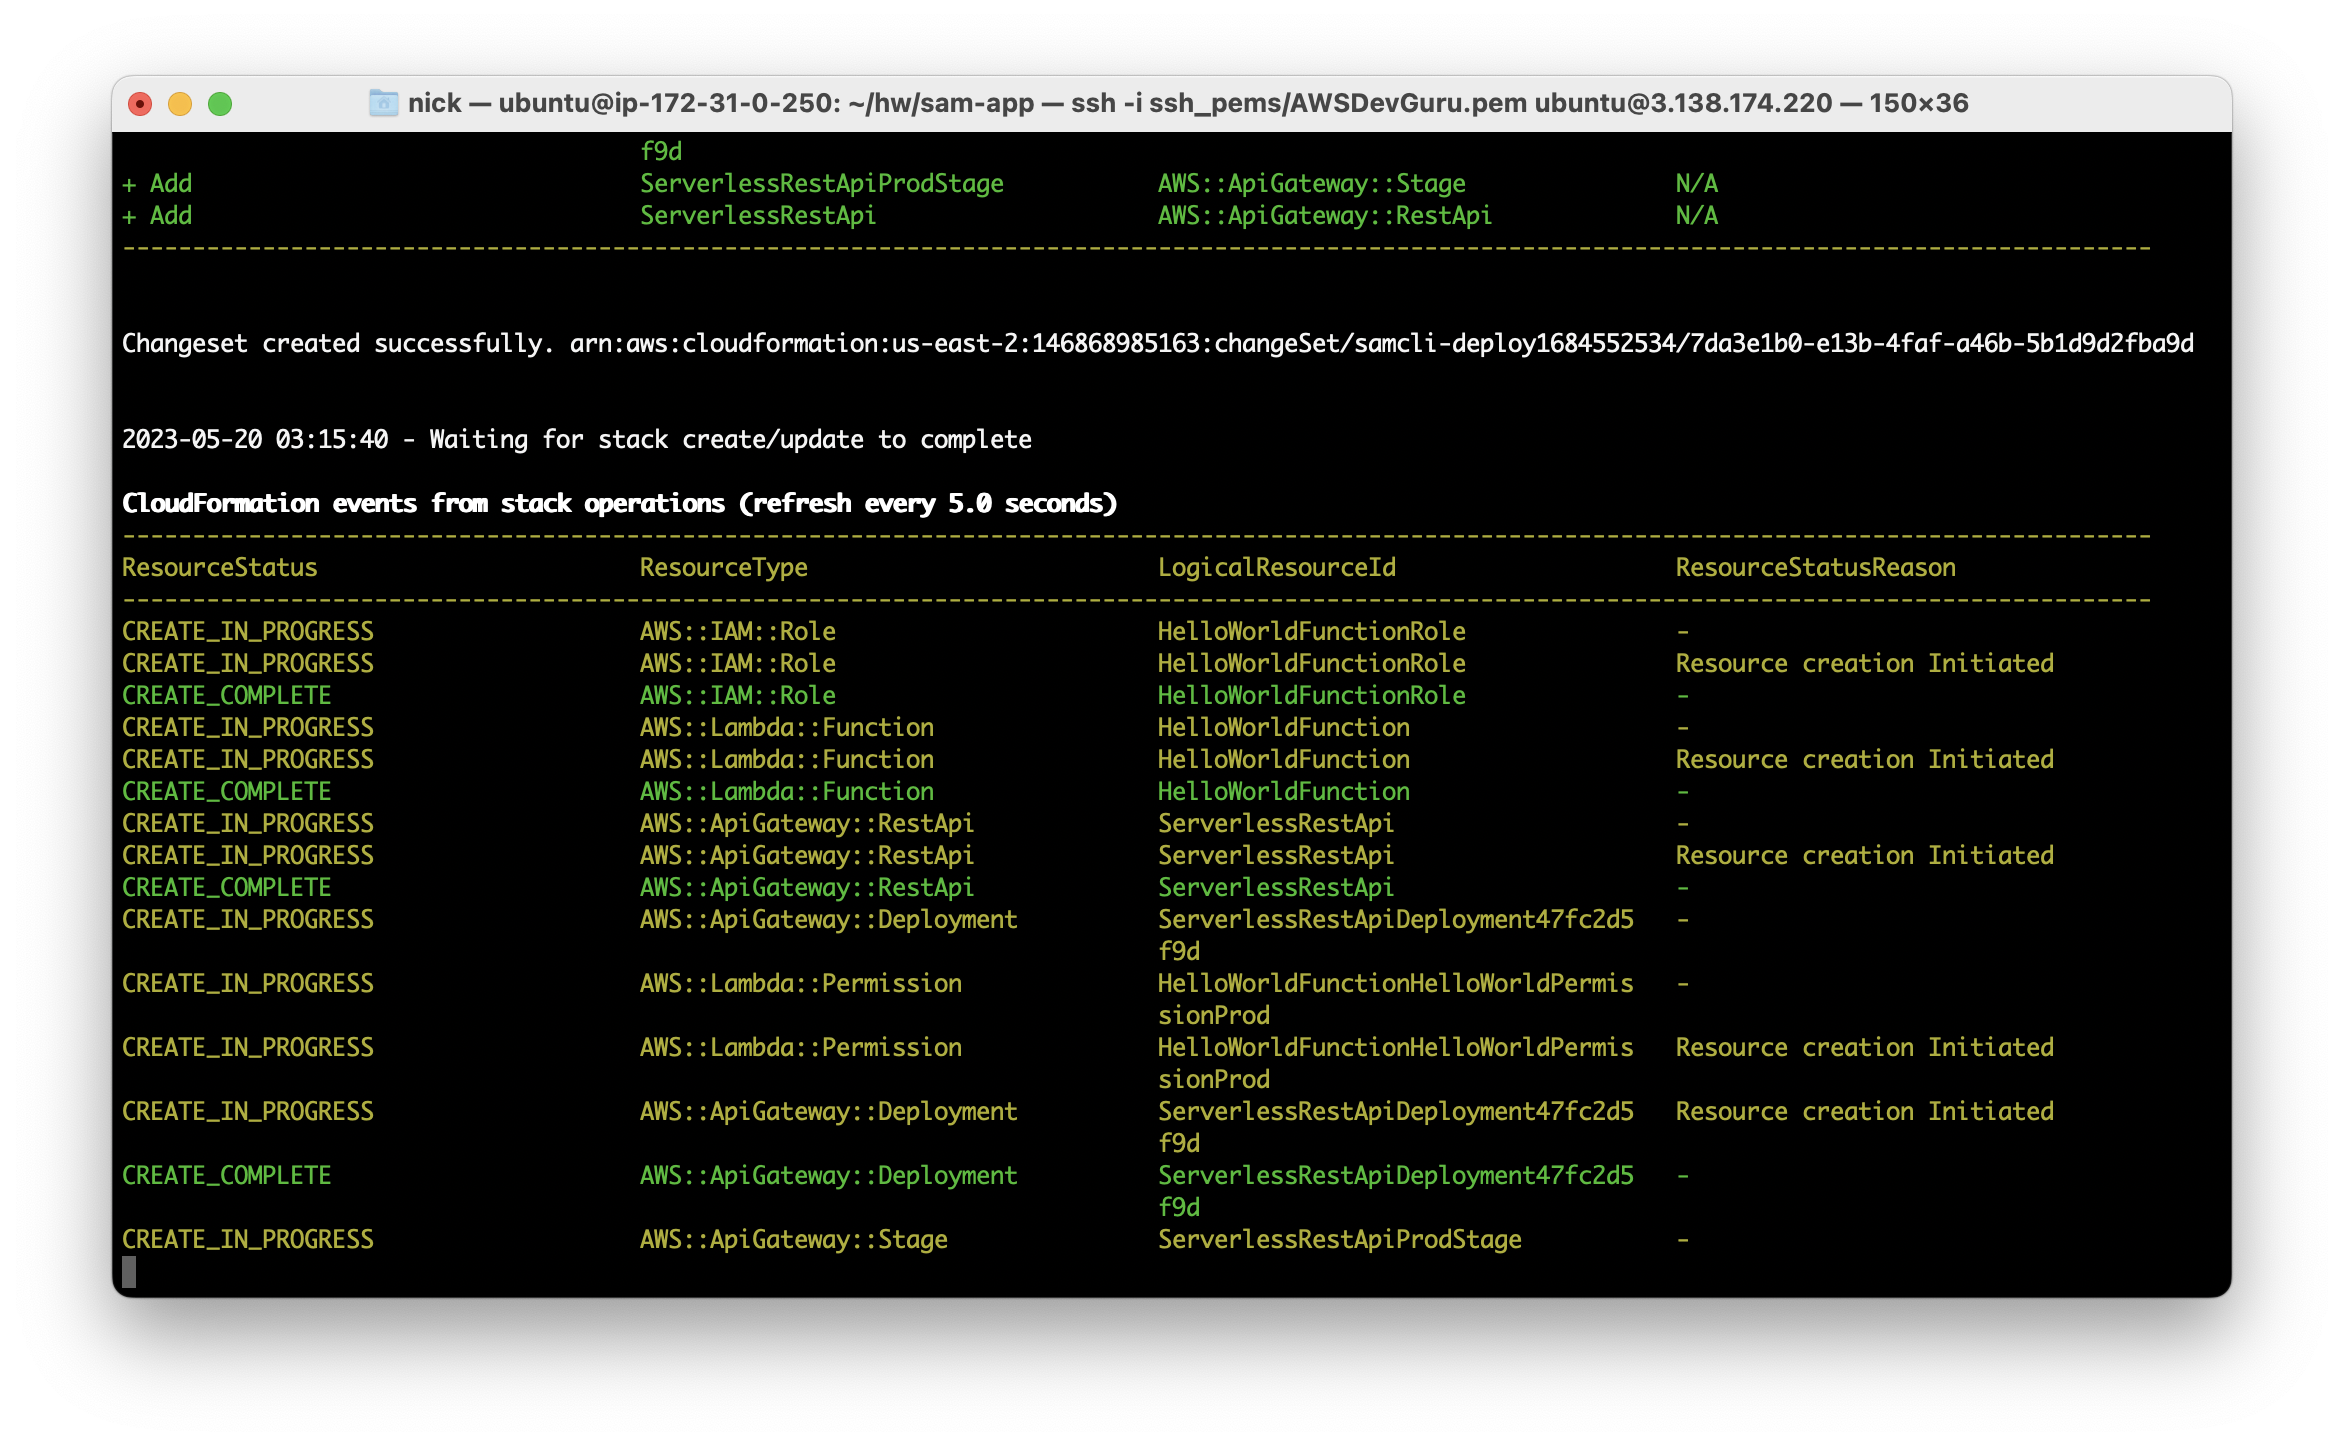 nick — ubuntu@ip-172-31-0-250: ~/hw/sam-app — ssh -i ssh_pems/AWSDevGuru.pem ubuntu@3.138.174.220 — 150×36
f9d
+ Add ServerlessRestApiProdStage AWS::ApiGateway::Stage N/A
+ Add ServerlessRestApi AWS::ApiGateway::RestApi N/A
-------------------------------------------------------------------------------------------------------------------------------------------------
Changeset created successfully. arn:aws:cloudformation:us-east-2:146868985163:changeSet/samcli-deploy1684552534/7da3e1b0-e13b-4faf-a46b-5b1d9d2fba9d
2023-05-20 03:15:40 - Waiting for stack create/update to complete
CloudFormation events from stack operations (refresh every 5.0 seconds)
-------------------------------------------------------------------------------------------------------------------------------------------------
ResourceStatus ResourceType LogicalResourceId ResourceStatusReason
-------------------------------------------------------------------------------------------------------------------------------------------------
CREATE_IN_PROGRESS AWS::IAM::Role HelloWorldFunctionRole -
CREATE_IN_PROGRESS AWS::IAM::Role HelloWorldFunctionRole Resource creation Initiated
CREATE_COMPLETE AWS::IAM::Role HelloWorldFunctionRole -
CREATE_IN_PROGRESS AWS::Lambda::Function HelloWorldFunction -
CREATE_IN_PROGRESS AWS::Lambda::Function HelloWorldFunction Resource creation Initiated
CREATE_COMPLETE AWS::Lambda::Function HelloWorldFunction -
CREATE_IN_PROGRESS AWS::ApiGateway::RestApi ServerlessRestApi -
CREATE_IN_PROGRESS AWS::ApiGateway::RestApi ServerlessRestApi Resource creation Initiated
CREATE_COMPLETE AWS::ApiGateway::RestApi ServerlessRestApi -
CREATE_IN_PROGRESS AWS::ApiGateway::Deployment ServerlessRestApiDeployment47fc2d5 -
f9d
CREATE_IN_PROGRESS AWS::Lambda::Permission HelloWorldFunctionHelloWorldPermis -
sionProd
CREATE_IN_PROGRESS AWS::Lambda::Permission HelloWorldFunctionHelloWorldPermis Resource creation Initiated
sionProd
CREATE_IN_PROGRESS AWS::ApiGateway::Deployment ServerlessRestApiDeployment47fc2d5 Resource creation Initiated
f9d
CREATE_COMPLETE AWS::ApiGateway::Deployment ServerlessRestApiDeployment47fc2d5 -
f9d
CREATE_IN_PROGRESS AWS::ApiGateway::Stage ServerlessRestApiProdStage -